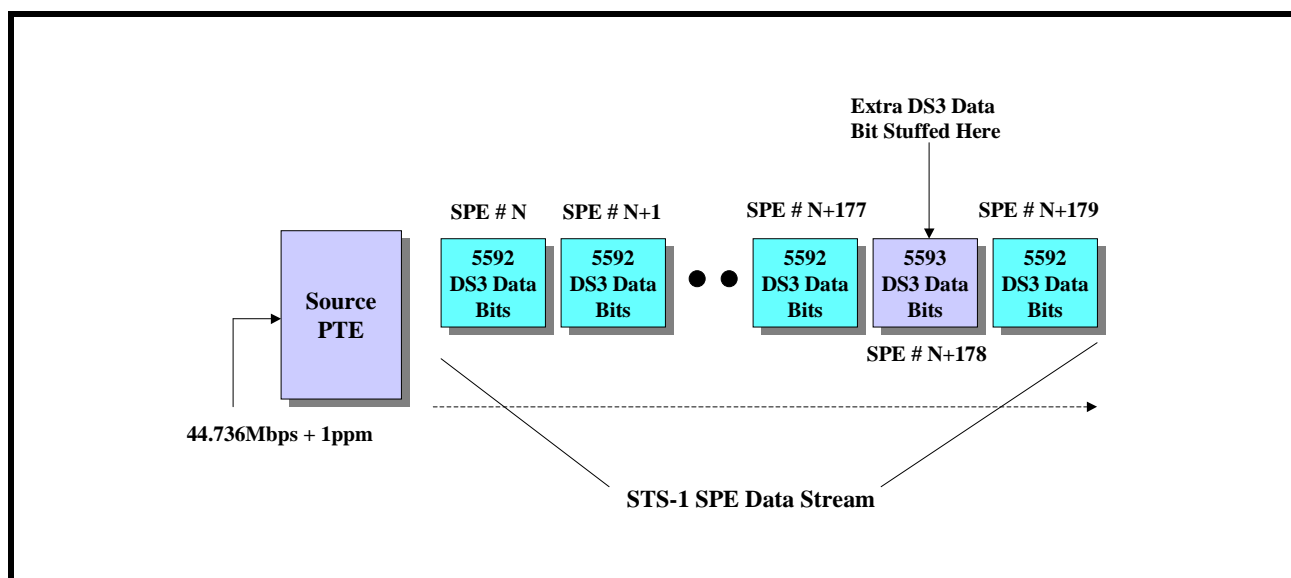 Extra DS3 Data
Bit Stuffed Here
SPE # N
SPE # N+1
SPE # N+177
SPE # N+179
Source
PTE
5592
DS3 Data
Bits
5592
DS3 Data
Bits
5592
DS3 Data
Bits
5593
DS3 Data
Bits
5592
DS3 Data
Bits
SPE # N+178
44.736Mbps + 1ppm
STS-1 SPE Data Stream